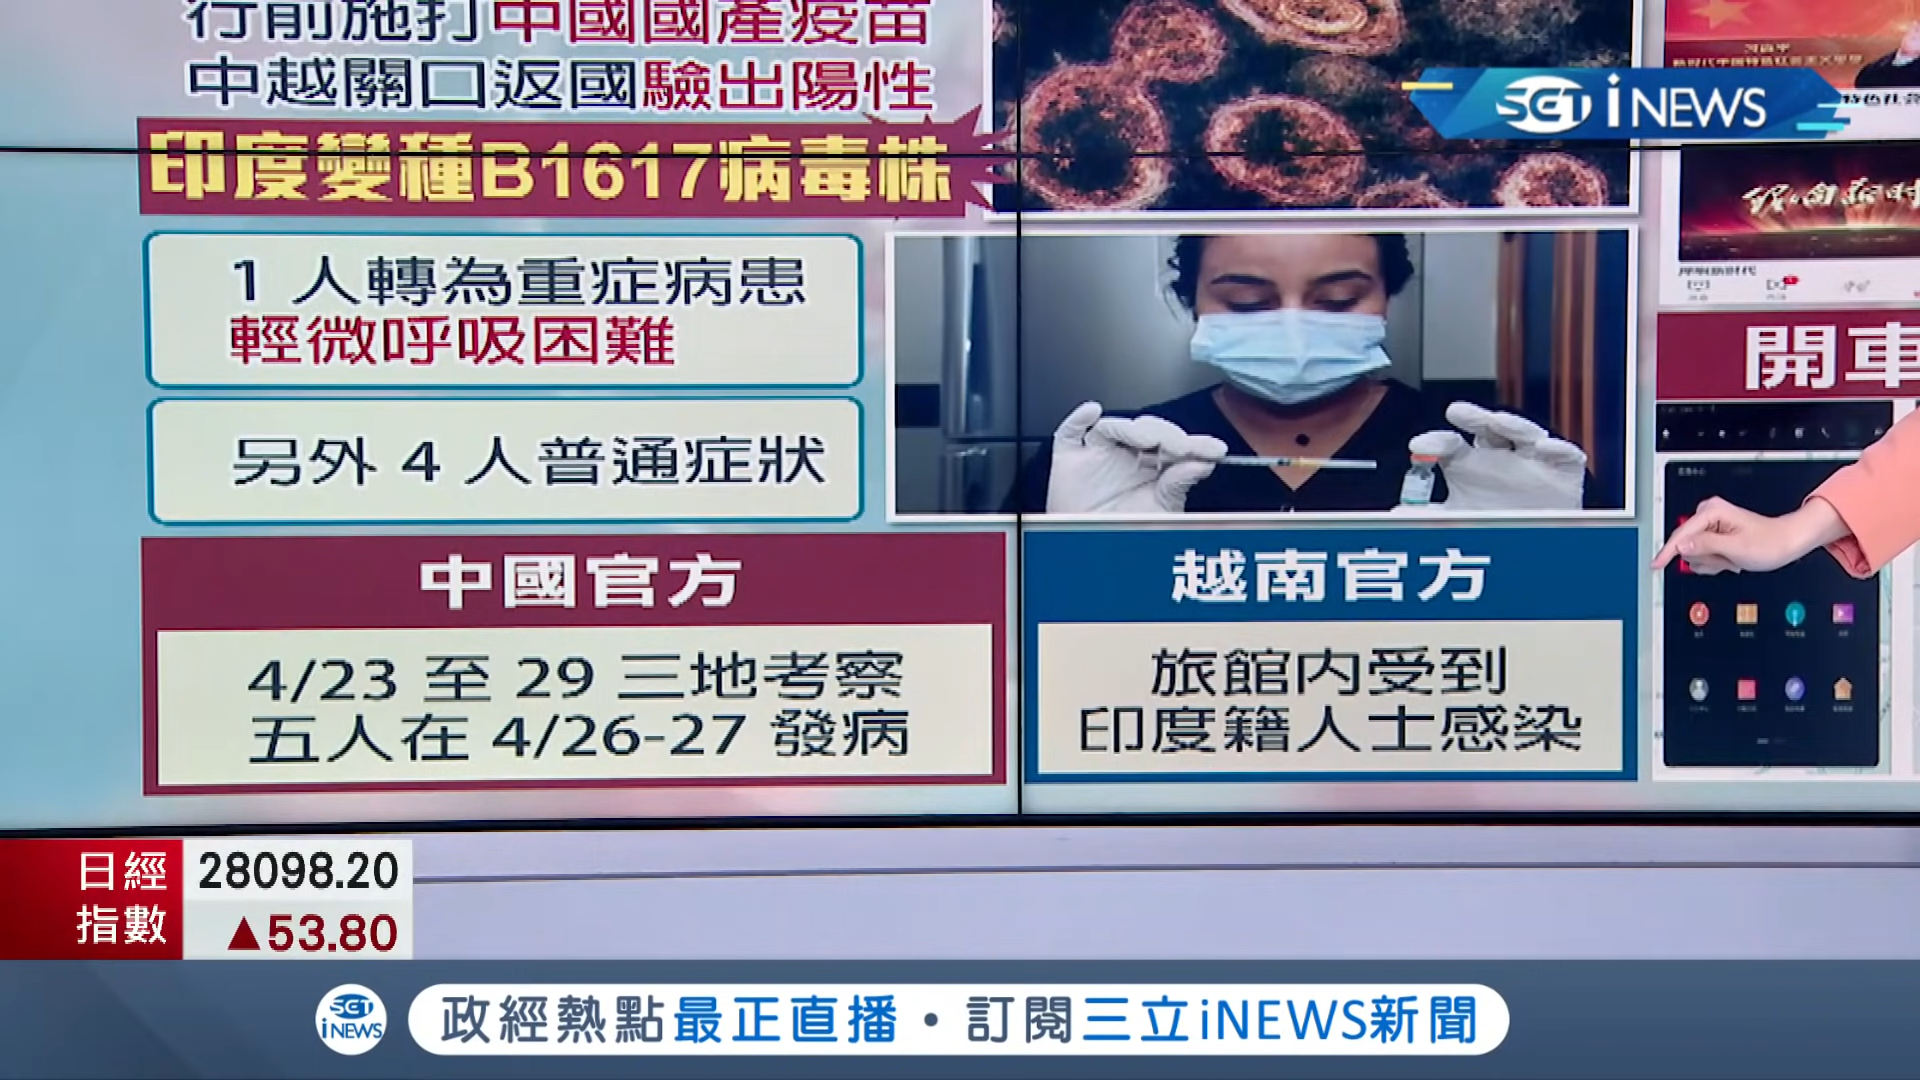 行前施打中國國產疫苗
中越關口返國驗出陽性
印度變種B1617病毒株
1 人轉為重症病患
輕微呼吸困難
另外 4 人普通症狀
中國官方
4/23 至 29 三地考察
五人在 4/26-27 發病
越南官方
旅館內受到
印度籍人士感染
SET iNEWS
開車
日經
指數
28098.20
▲53.80
SET
iNEWS
政經熱點最正直播・訂閱三立iNEWS新聞